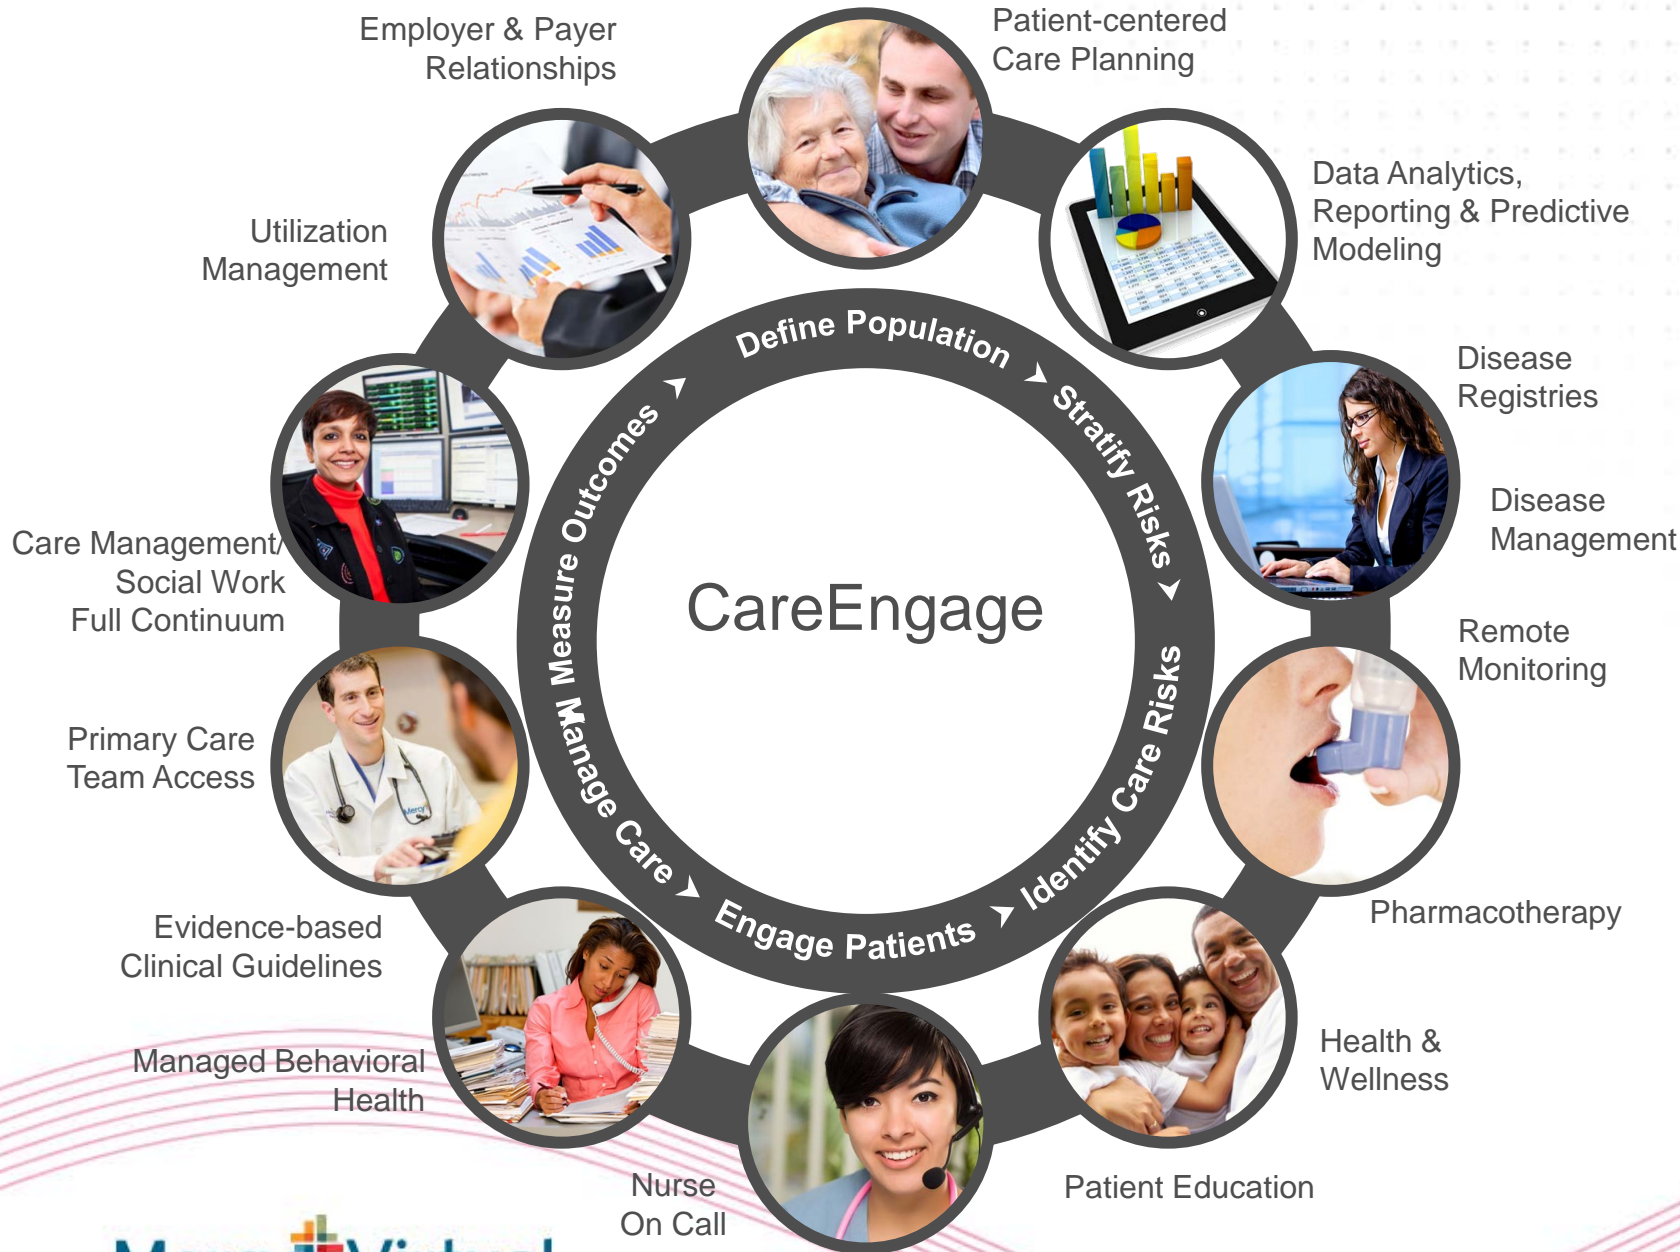 Employer & Payer
Relationships
Patient-centered
Care Planning
Data Analytics,
Reporting & Predictive
Modeling
Utilization
Management
Disease
Registries
Disease
Management
Care Management/
Social Work
Full Continuum
Remote
Monitoring
Primary Care
Team Access
Pharmacotherapy
Evidence-based
Clinical Guidelines
Health &
Wellness
Managed Behavioral
Health
Patient Education
Nurse
On Call
Define Population
Stratify Risks
Identify Care Risks
Engage Patients
Manage Care
Measure Outcomes
CareEngage
Mercy
Mercy Virtual